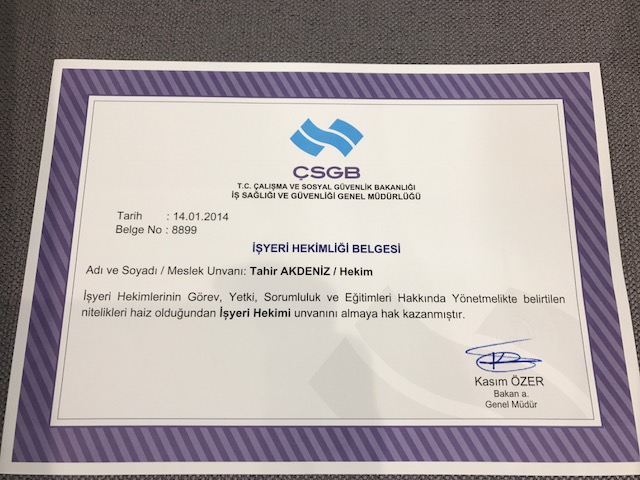 ÇSGB
T.C. ÇALIŞMA VE SOSYAL GÜVENLİK BAKANLIĞI
İŞ SAĞLIĞI VE GÜVENLİĞİ GENEL MÜDÜRLÜĞÜ
Tarih : 14.01.2014
Belge No : 8899
İŞYERİ HEKİMLİĞİ BELGESİ
Adı ve Soyadı / Meslek Unvanı: Tahir AKDENİZ / Hekim
İşyeri Hekimlerinin Görev, Yetki, Sorumluluk ve Eğitimleri Hakkında Yönetmelikte belirtilen
nitelikleri haiz olduğundan İşyeri Hekimi unvanını almaya hak kazanmıştır.
Kasım ÖZER
Bakan a.
Genel Müdür